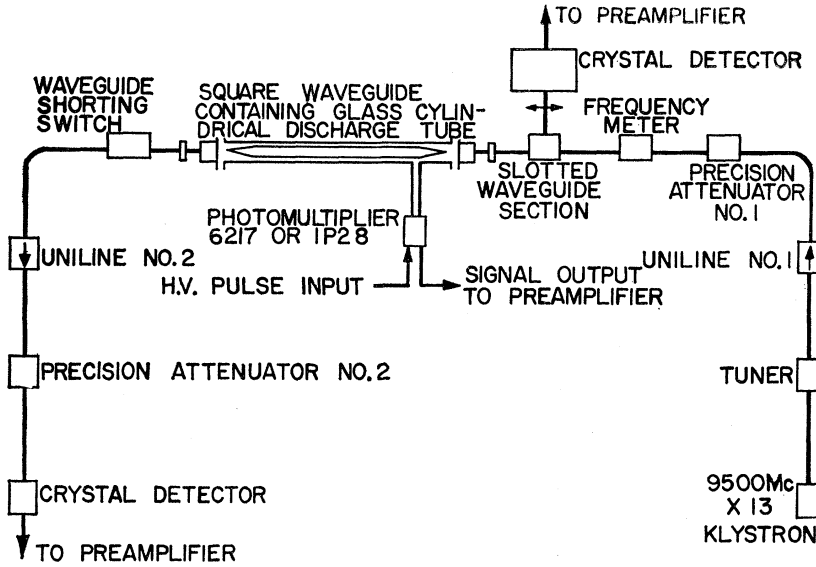 TO PREAMPLIFIER
CRYSTAL DETECTOR
WAVEGUIDE
SHORTING
SWITCH
SQUARE WAVEGUIDE
CONTAINING GLASS CYLIN-
DRICAL DISCHARGE TUBE
FREQUENCY
METER
SLOTTED
WAVEGUIDE
SECTION
PRECISION
ATTENUATOR
NO.1
PHOTOMULTIPLIER
6217 OR IP28
UNILINE NO.2
H.V. PULSE INPUT
SIGNAL OUTPUT
TO PREAMPLIFIER
UNILINE NO.1
PRECISION ATTENUATOR NO.2
TUNER
CRYSTAL DETECTOR
9500Mc
X 13
KLYSTRON
TO PREAMPLIFIER